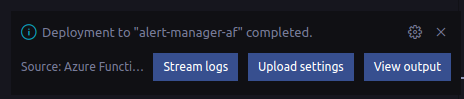 Deployment to "alert-manager-af" completed.
Source: Azure Functi... Stream logs Upload settings View output